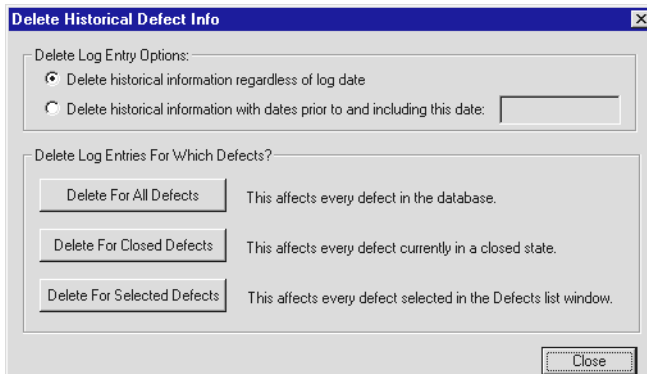 Delete Historical Defect Info
Delete Log Entry Options:
Delete historical information regardless of log date
Delete historical information with dates prior to and including this date:
Delete Log Entries For Which Defects?
Delete For All Defects This affects every defect in the database.
Delete For Closed Defects This affects every defect currently in a closed state.
Delete For Selected Defects This affects every defect selected in the Defects list window.
Close